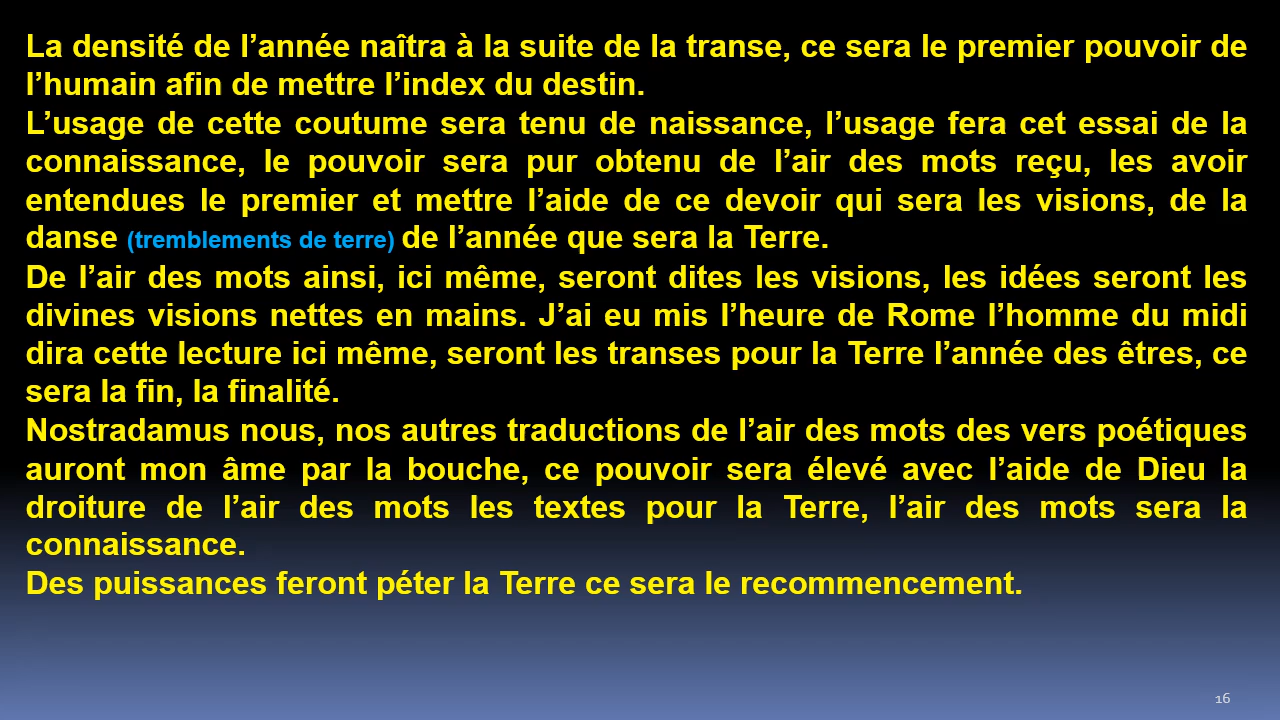 La densité de l’année naîtra à la suite de la transe, ce sera le premier pouvoir de
l’humain afin de mettre l’index du destin.
L’usage de cette coutume sera tenu de naissance, l’usage fera cet essai de la
connaissance, le pouvoir sera pur obtenu de l’air des mots reçu, les avoir
entendues le premier et mettre l’aide de ce devoir qui sera les visions, de la
danse (tremblements de terre) de l’année que sera la Terre.
De l’air des mots ainsi, ici même, seront dites les visions, les idées seront les
divines visions nettes en mains. J’ai eu mis l’heure de Rome l’homme du midi
dira cette lecture ici même, seront les transes pour la Terre l’année des êtres, ce
sera la fin, la finalité.
Nostradamus nous, nos autres traductions de l’air des mots des vers poétiques
auront mon âme par la bouche, ce pouvoir sera élevé avec l’aide de Dieu la
droiture de l’air des mots les textes pour la Terre, l’air des mots sera la
connaissance.
Des puissances feront péter la Terre ce sera le recommencement.
16